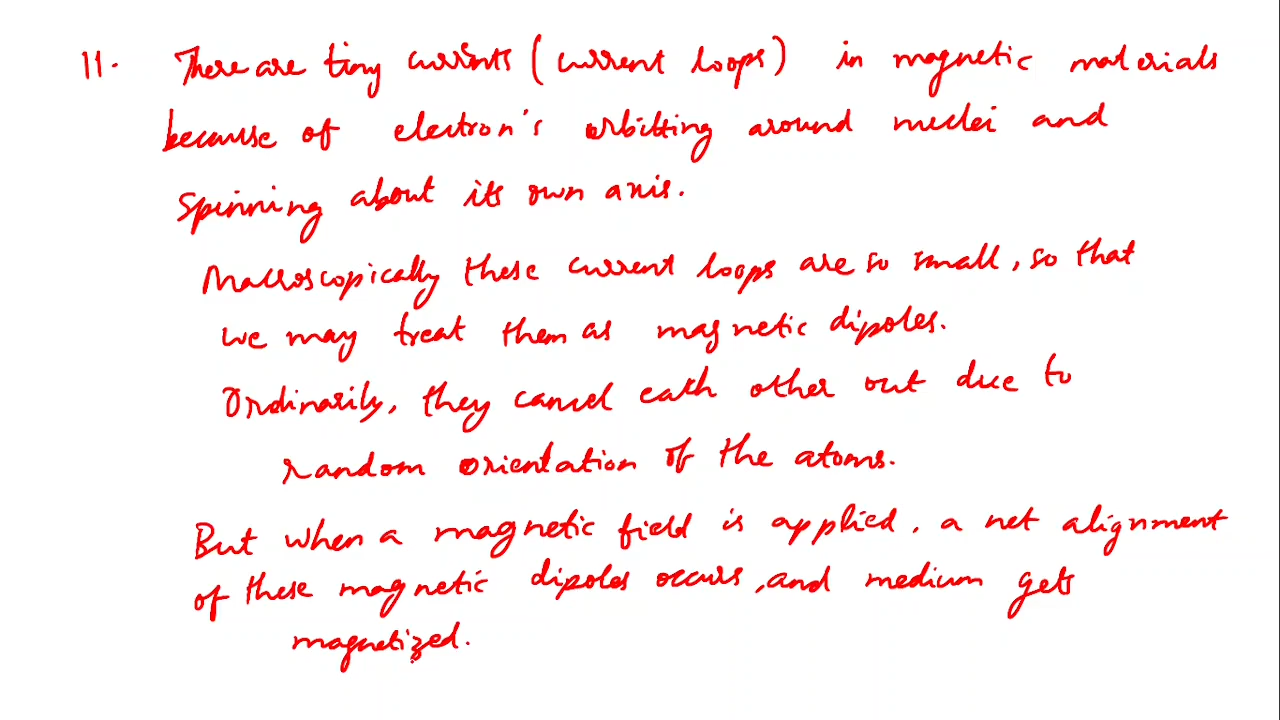 11. There are tiny currents (current loops) in magnetic materials
because of electron's orbitting around nuclei and
spinning about its own axis.
Macroscopically these current loops are so small, so that
we may treat them as magnetic dipoles.
Ordinarily, they cancel each other out due to
random orientation of the atoms.
But when a magnetic field is applied, a net alignment
of these magnetic dipoles occurs, and medium gets
magnetized.